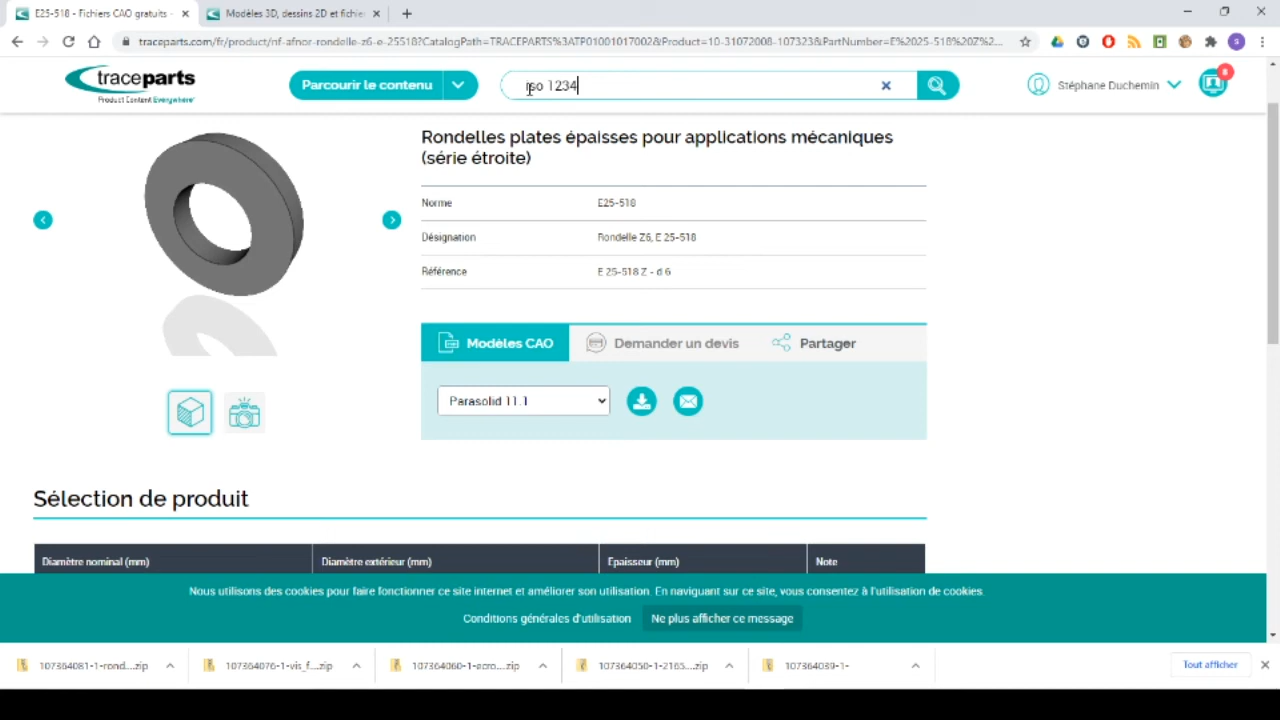 E25-518 - Fichiers CAO gratuits -
Modèles 3D, dessins 2D et fichie
traceparts.com/fr/product/nf-afnor-rondelle-z6-e-25518?CatalogPath=TRACEPARTS%3ATP01001017002&Product=10-31072008-107323&PartNumber=E%2025-518%20Z%2...
traceparts
Product Content Everywhere
Parcourir le contenu
iso 1234
Stéphane Duchemin
8
Rondelles plates épaisses pour applications mécaniques
(série étroite)
Norme E25-518
Désignation Rondelle Z6, E 25-518
Référence E 25-518 Z - d 6
Modèles CAO Demander un devis Partager
Parasolid 11.1
Sélection de produit
Diamètre nominal (mm) Diamètre extérieur (mm) Epaisseur (mm) Note
Nous utilisons des cookies pour faire fonctionner ce site internet et améliorer son utilisation. En naviguant sur ce site, vous consentez à l'utilisation de cookies.
Conditions générales d'utilisation Ne plus afficher ce message
107364081-1-rond....zip 107364076-1-vis_f....zip 107364060-1-ecro....zip 107364050-1-2165....zip 107364039-1- Tout afficher